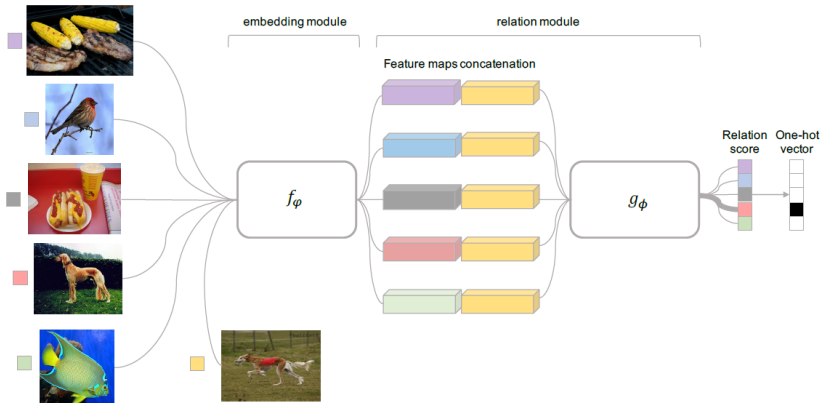 embedding module
relation module
Feature maps concatenation
Relation
score
One-hot
vector
fφ
gϕ